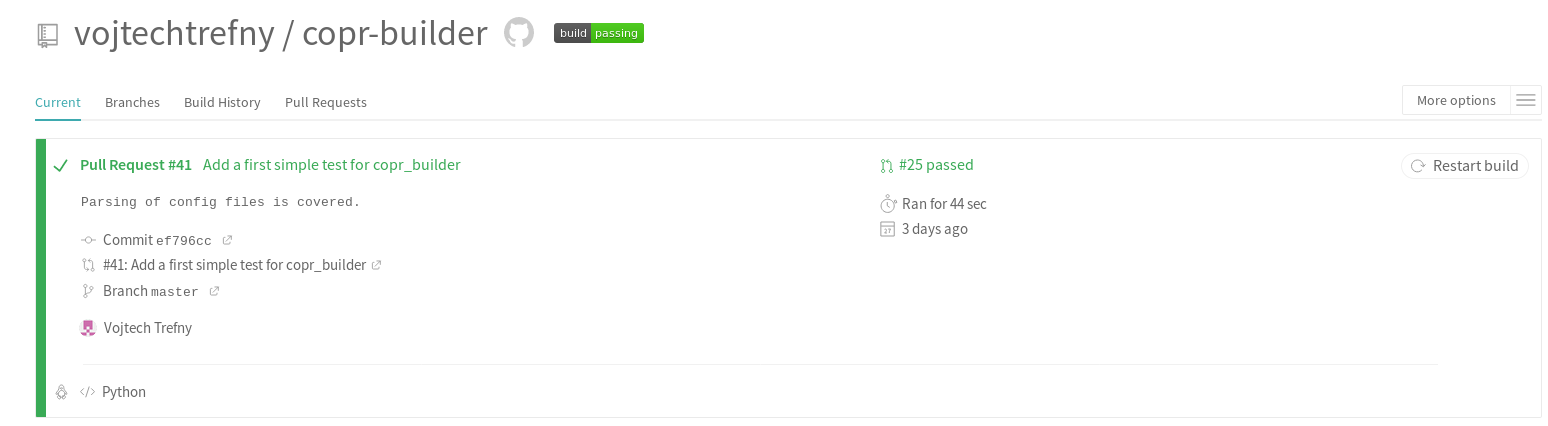 vojtechtrefny / copr-builder build passing
Current Branches Build History Pull Requests More options
Pull Request #41 Add a first simple test for copr_builder #25 passed Restart build
Parsing of config files is covered. Ran for 44 sec
3 days ago
Commit ef796cc
#41: Add a first simple test for copr_builder
Branch master
Vojtech Trefny
Python